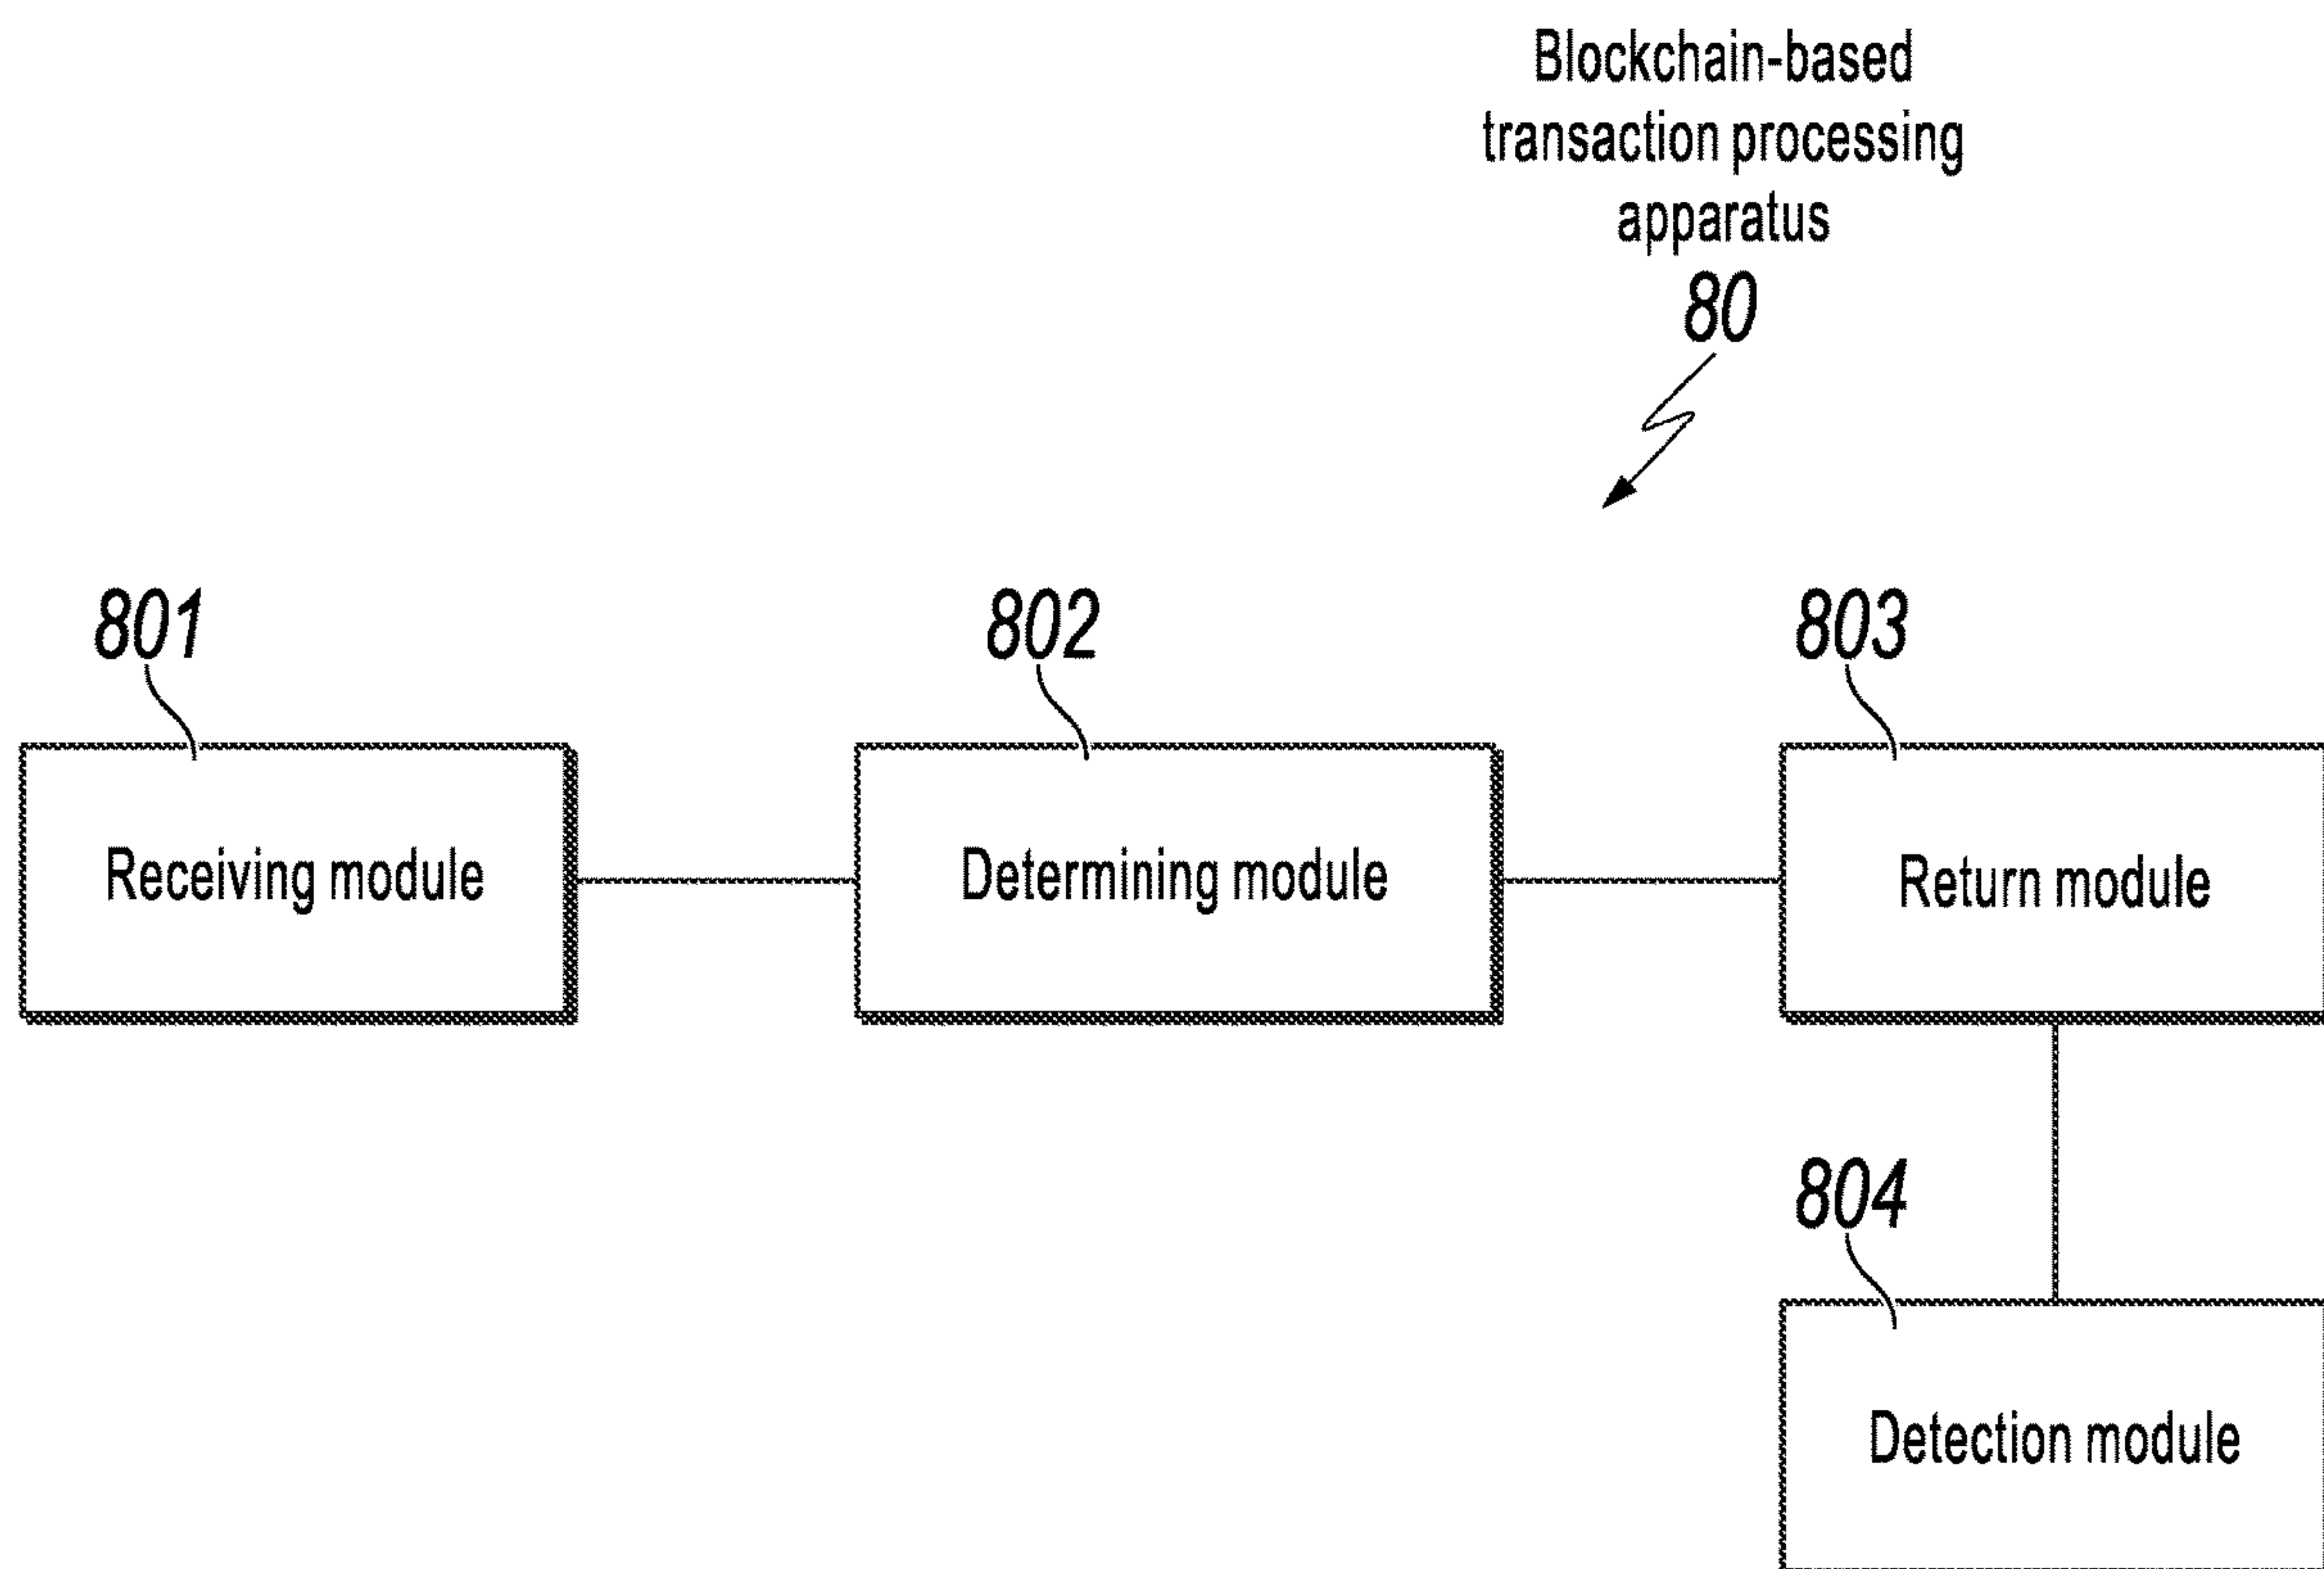 Blockchain-based
transaction processing
apparatus
80
801
802
803
Receiving module
Determining module
Return module
804
Detection module